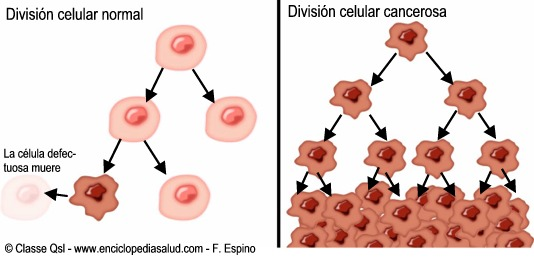 División celular normal
División celular cancerosa
La célula defec-
tuosa muere
© Classe Qsl - www.enciclopediasalud.com - F. Espino